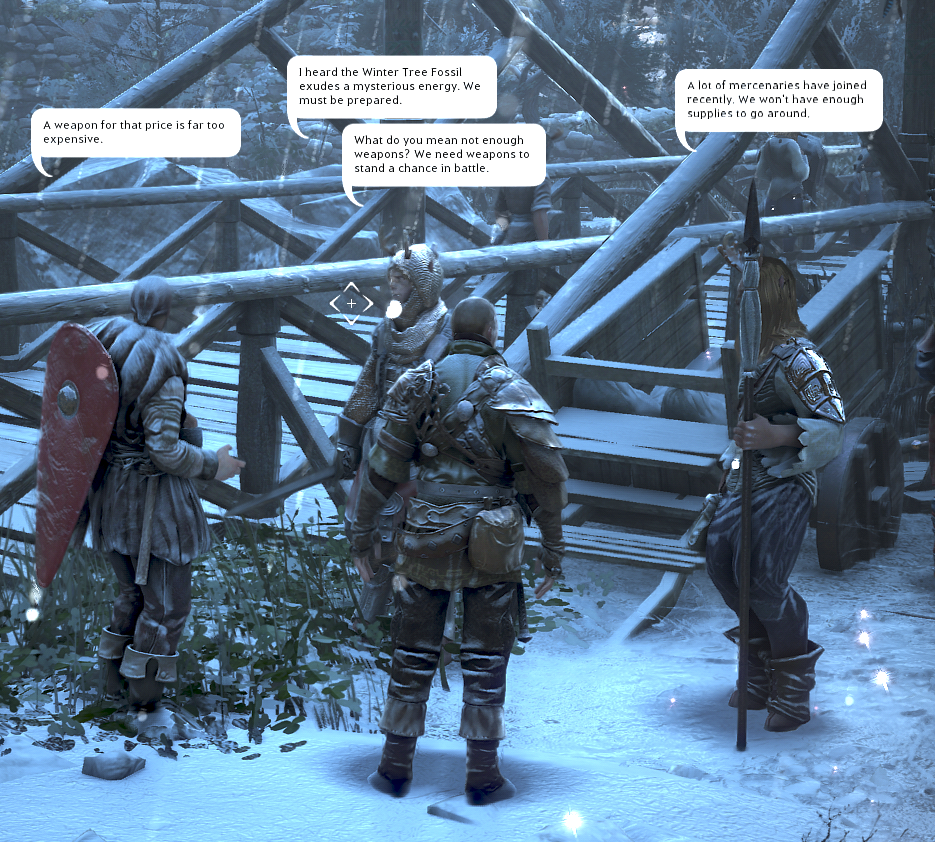 A weapon for that price is far too
expensive.
I heard the Winter Tree Fossil
exudes a mysterious energy. We
must be prepared.
What do you mean not enough
weapons? We need weapons to
stand a chance in battle.
A lot of mercenaries have joined
recently. We won't have enough
supplies to go around.